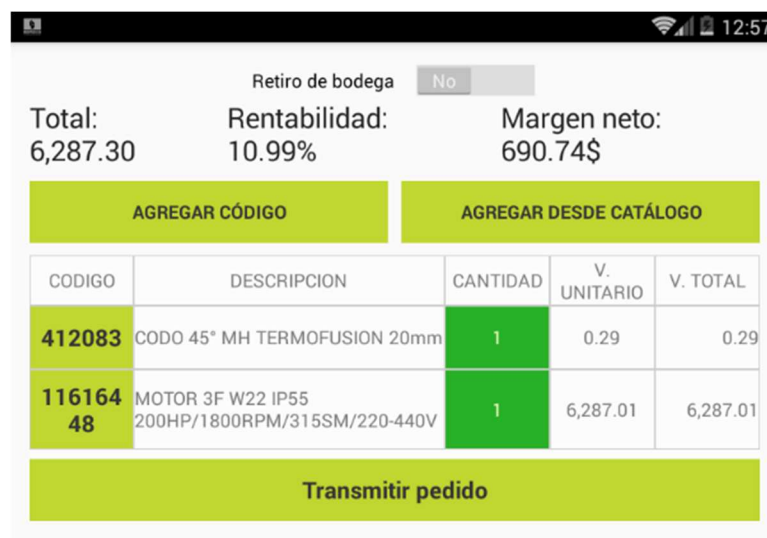 12:57
Retiro de bodega No
Total: Rentabilidad: Margen neto:
6,287.30 10.99% 690.74$
AGREGAR CÓDIGO AGREGAR DESDE CATÁLOGO
CODIGO DESCRIPCION CANTIDAD V. UNITARIO V. TOTAL
412083 CODO 45° MH TERMOFUSION 20mm 1 0.29 0.29
116164
48 MOTOR 3F W22 IP55
200HP/1800RPM/315SM/220-440V 1 6,287.01 6,287.01
Transmitir pedido